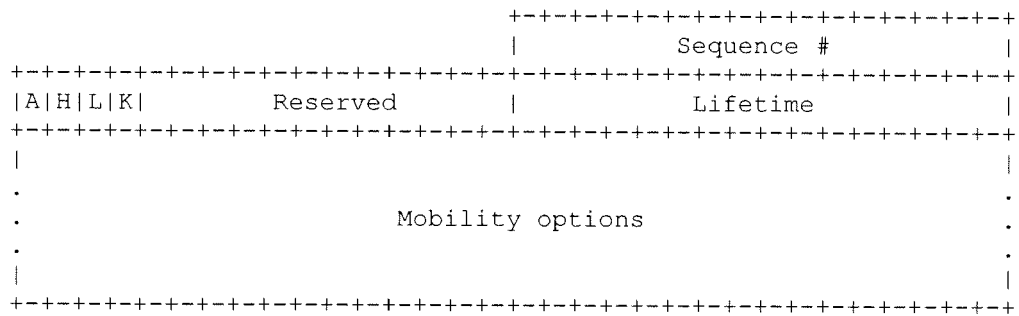 +-+-+-+-+-+-+-+-+-+-+-+-+-+-+-+-+
| Sequence # |
+-+-+-+-+-+-+-+-+-+-+-+-+-+-+-+-+-+-+-+-+-+-+-+-+-+-+-+-+-+-+-+-+
|A|H|L|K| Reserved | Lifetime |
+-+-+-+-+-+-+-+-+-+-+-+-+-+-+-+-+-+-+-+-+-+-+-+-+-+-+-+-+-+-+-+-+
| |
. .
. Mobility options .
. .
| |
+-+-+-+-+-+-+-+-+-+-+-+-+-+-+-+-+-+-+-+-+-+-+-+-+-+-+-+-+-+-+-+-+